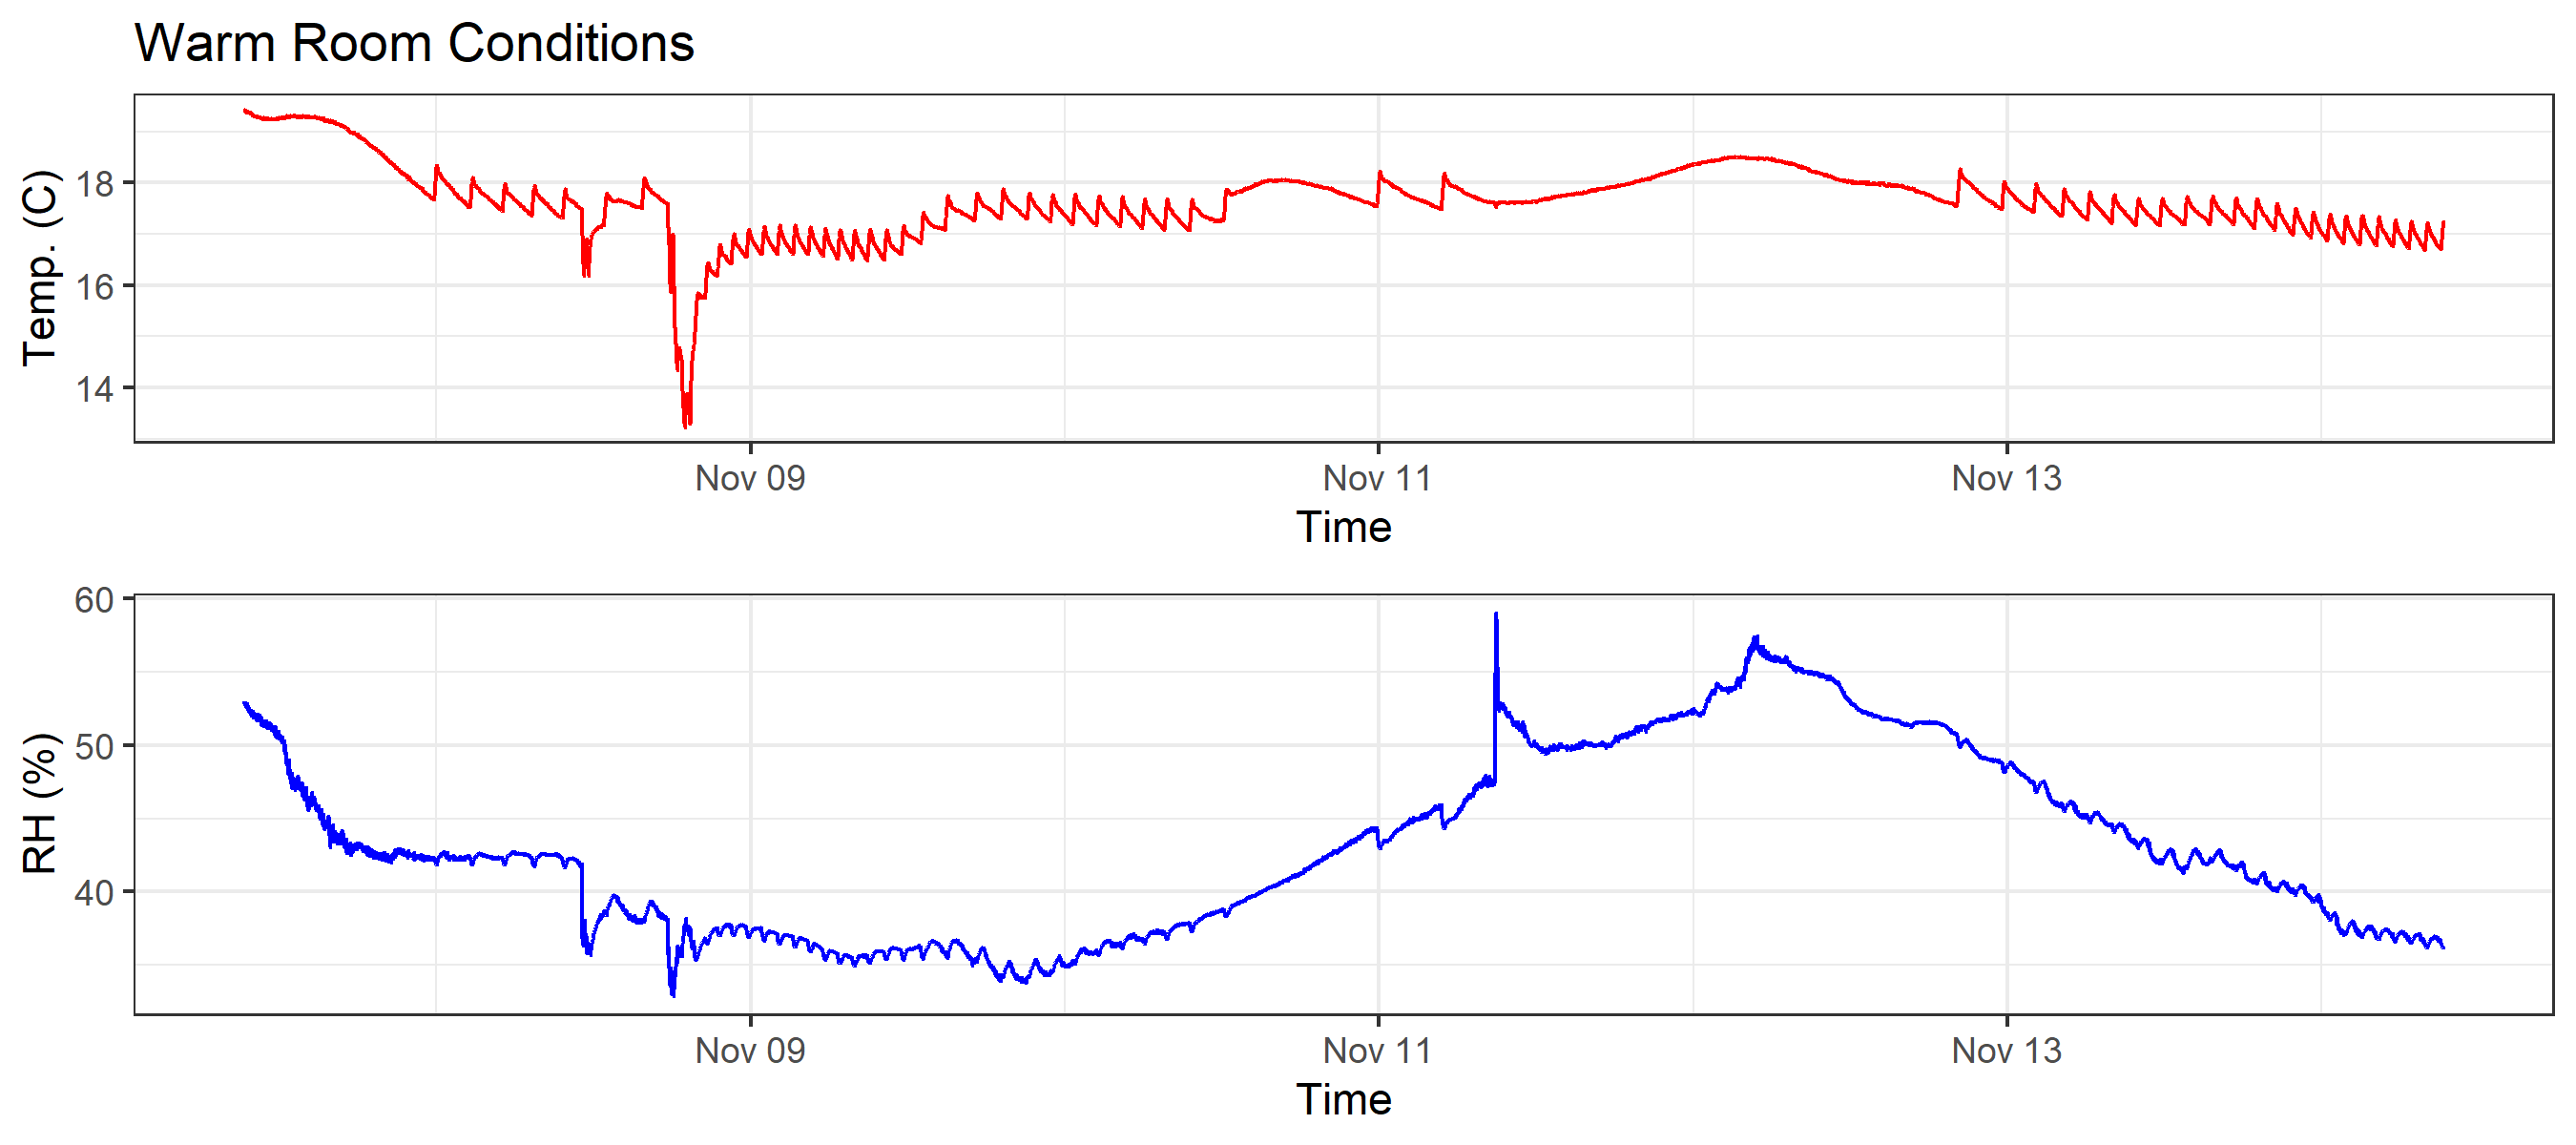 Warm Room Conditions
Temp. (C)
18
16
14
Nov 09 Nov 11 Nov 13
Time
RH (%)
60
50
40
Nov 09 Nov 11 Nov 13
Time